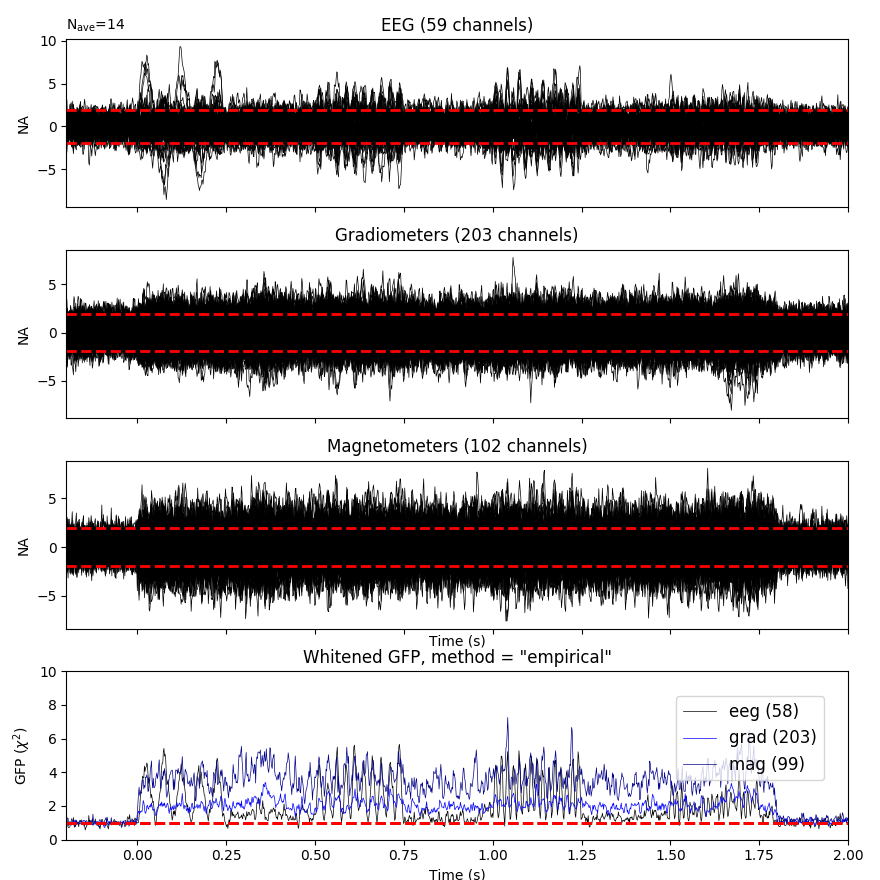 Nave=14
EEG (59 channels)
10
5
0
−5
NA
Gradiometers (203 channels)
5
0
−5
NA
Magnetometers (102 channels)
5
0
−5
NA
Time (s)
Whitened GFP, method = "empirical"
10
8
6
4
2
0
GFP (χ²)
eeg (58)
grad (203)
mag (99)
0.00 0.25 0.50 0.75 1.00 1.25 1.50 1.75 2.00
Time (s)